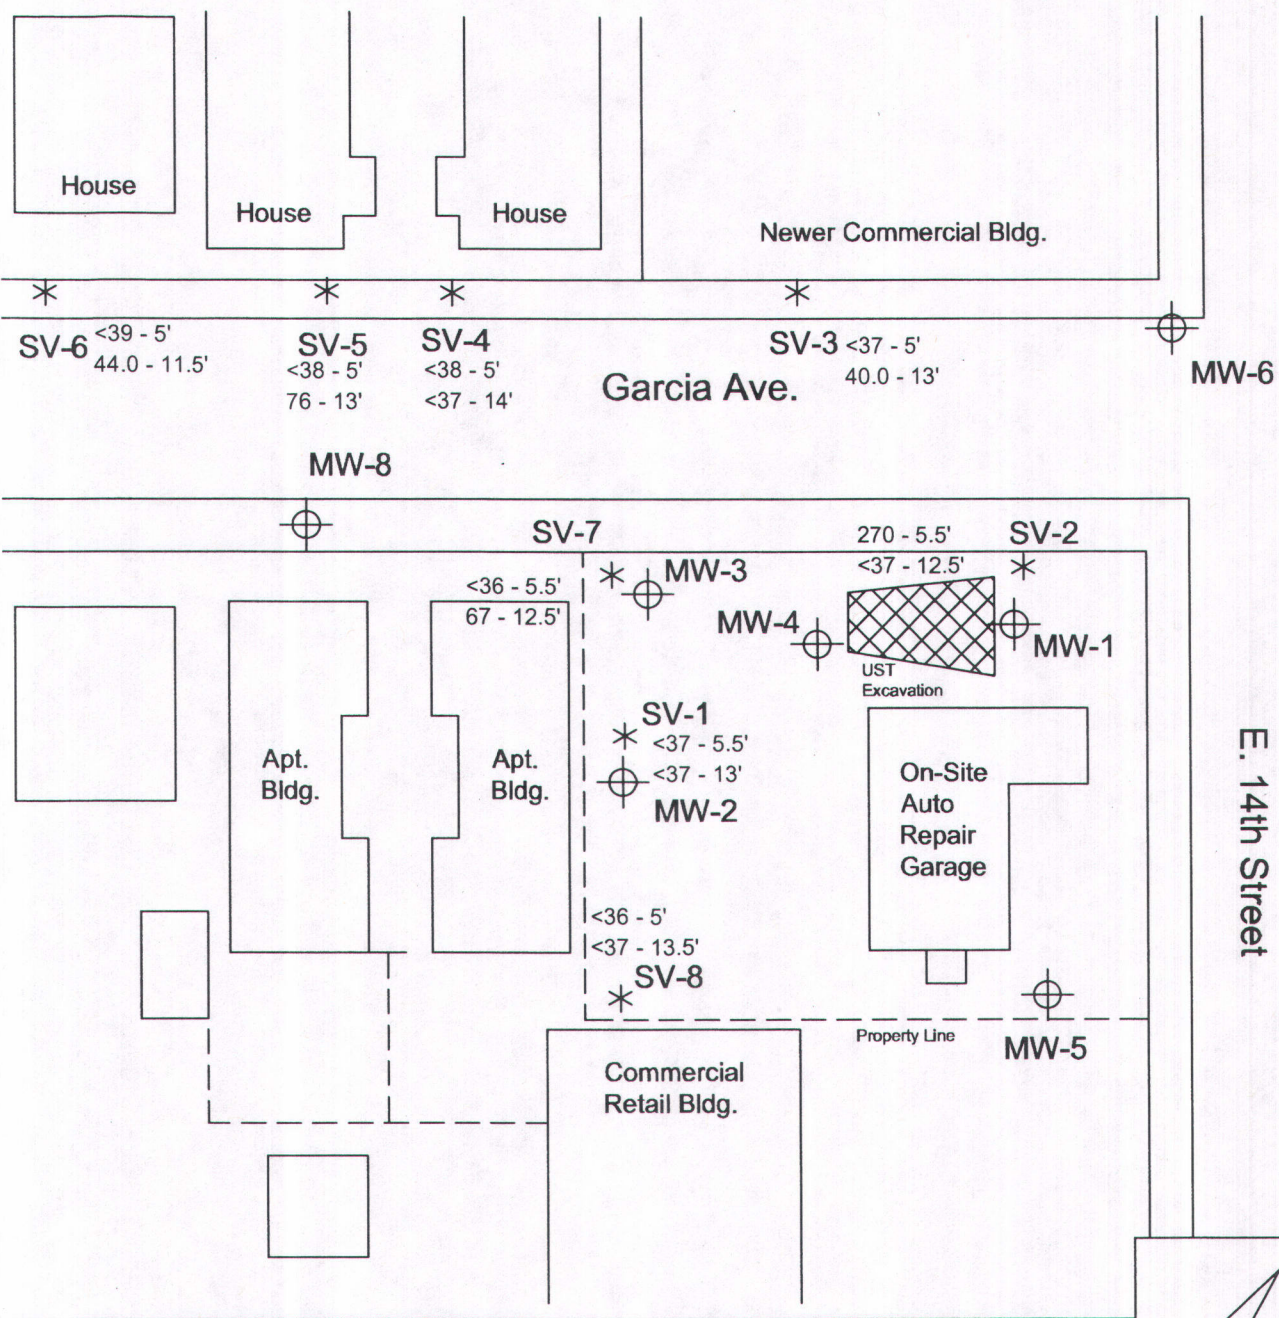 House
House
House
Newer Commercial Bldg.
SV-6
<39 - 5'
44.0 - 11.5'
SV-5
<38 - 5'
76 - 13'
SV-4
<38 - 5'
<37 - 14'
SV-3
<37 - 5'
40.0 - 13'
MW-6
Garcia Ave.
MW-8
SV-7
<36 - 5.5'
67 - 12.5'
MW-3
270 - 5.5'
<37 - 12.5'
SV-2
MW-4
MW-1
UST
Excavation
SV-1
<37 - 5.5'
<37 - 13'
MW-2
Apt.
Bldg.
Apt.
Bldg.
On-Site
Auto
Repair
Garage
E. 14th Street
<36 - 5'
<37 - 13.5'
SV-8
Property Line
MW-5
Commercial
Retail Bldg.